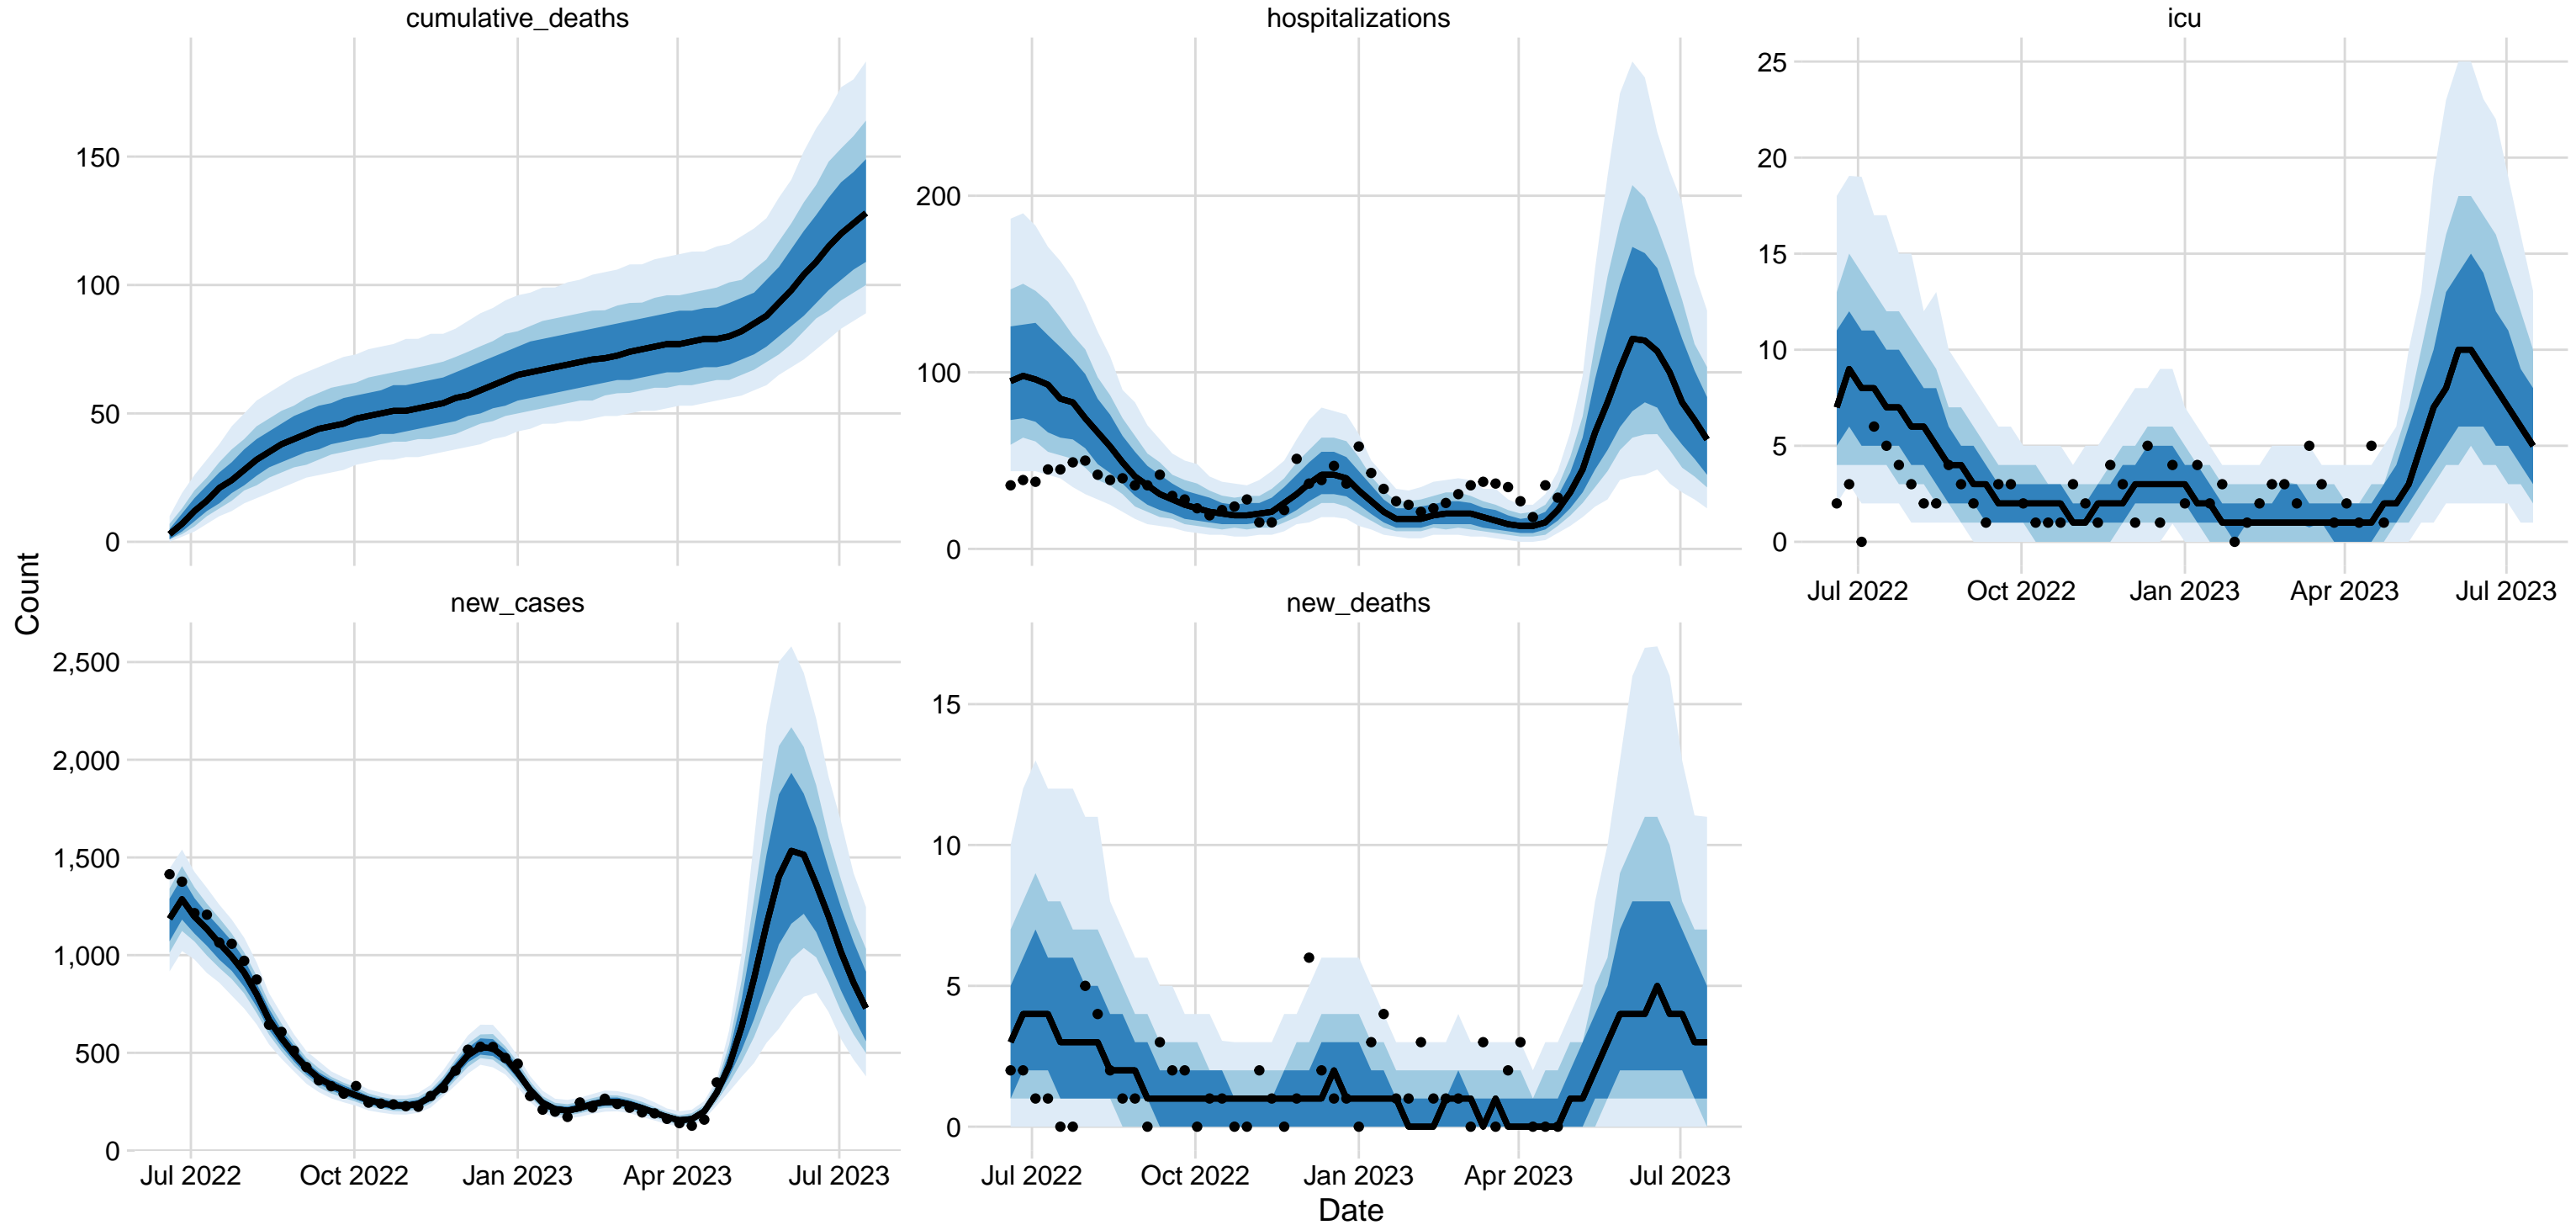 cumulative_deaths
hospitalizations
icu
150
100
50
0
200
100
0
25
20
15
10
5
0
Jul 2022
Oct 2022
Jan 2023
Apr 2023
Jul 2023
Count
new_cases
new_deaths
2,500
2,000
1,500
1,000
500
0
15
10
5
0
Jul 2022
Oct 2022
Jan 2023
Apr 2023
Jul 2023
Jul 2022
Oct 2022
Jan 2023
Apr 2023
Jul 2023
Date